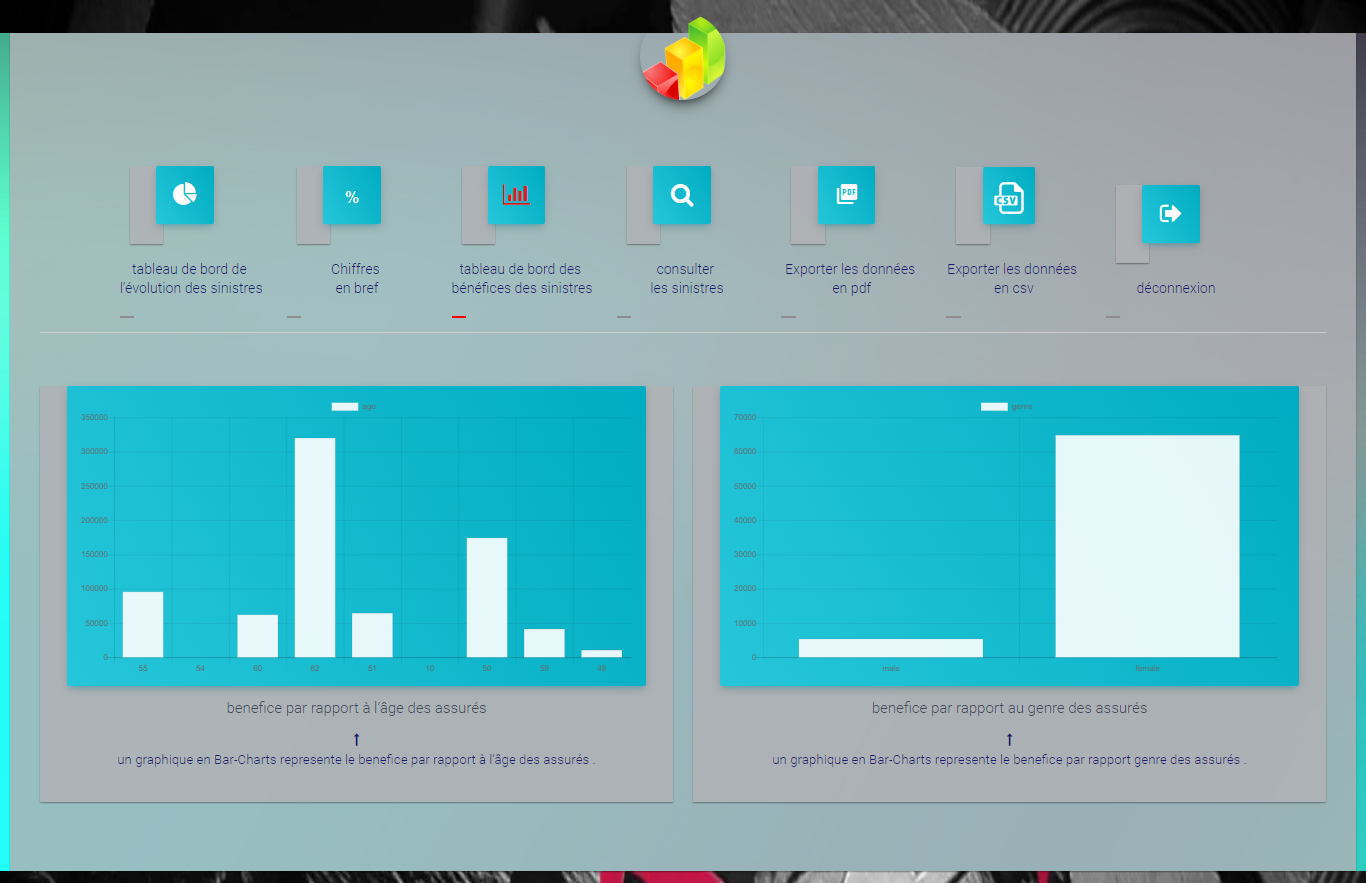 %
PDF
CSV
tableau de bord de
l'évolution des sinistres
Chiffres
en bref
tableau de bord des
bénéfices des sinistres
consulter
les sinistres
Exporter les données
en pdf
Exporter les données
en csv
déconnexion
age
350000
300000
250000
200000
150000
100000
50000
0
55 54 60 62 51 10 50 59 49
benefice par rapport à l'âge des assurés
un graphique en Bar-Charts represente le benefice par rapport à l'âge des assurés .
genre
70000
60000
50000
40000
30000
20000
10000
0
male female
benefice par rapport au genre des assurés
un graphique en Bar-Charts represente le benefice par rapport genre des assurés .